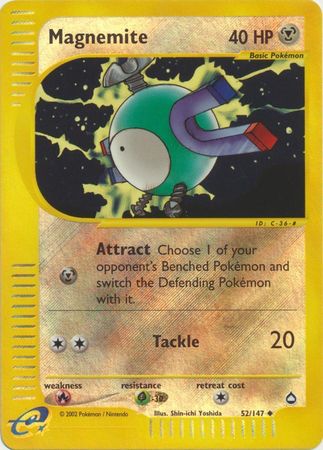 Magnemite 40 HP
Basic Pokémon
ID: C-36-#
Attract Choose 1 of your
opponent's Benched Pokémon and
switch the Defending Pokémon
with it.
Tackle 20
weakness resistance retreat cost
-30
© 2002 Pokémon / Nintendo Illus. Shin-ichi Yoshida 52/147
e